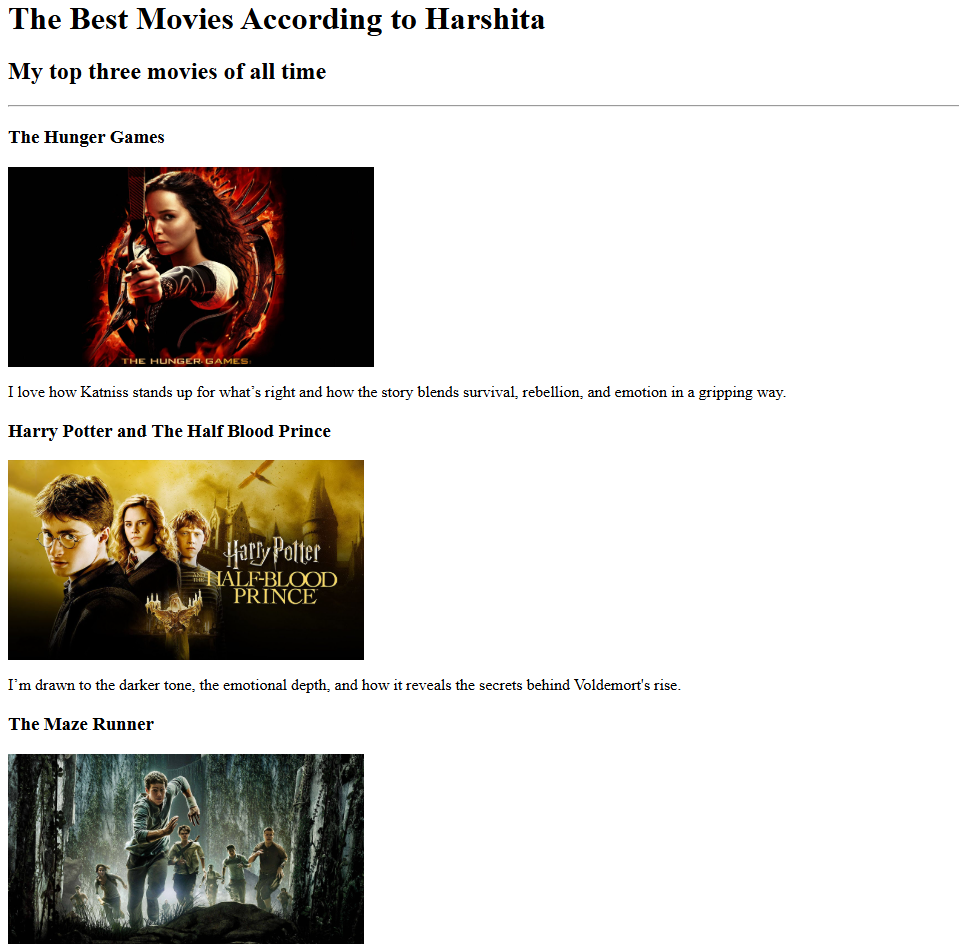 The Best Movies According to Harshita
My top three movies of all time
The Hunger Games
THE HUNGER GAMES
I love how Katniss stands up for what’s right and how the story blends survival, rebellion, and emotion in a gripping way.
Harry Potter and The Half Blood Prince
Harry Potter
AND THE HALF-BLOOD
PRINCE
I’m drawn to the darker tone, the emotional depth, and how it reveals the secrets behind Voldemort's rise.
The Maze Runner